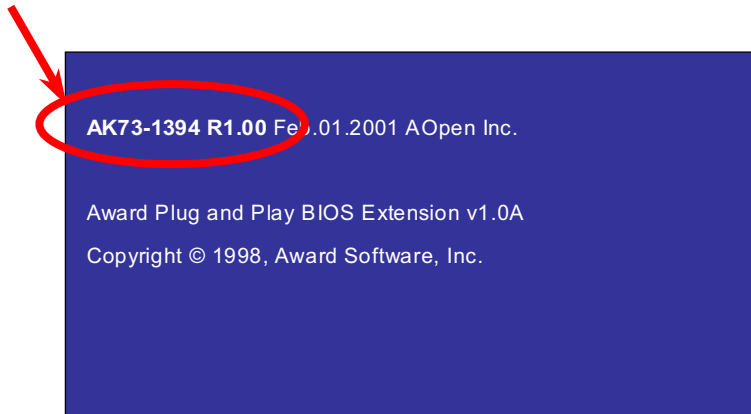 AK73-1394 R1.00 Feb.01.2001 AOpen Inc.
Award Plug and Play BIOS Extension v1.0A
Copyright © 1998, Award Software, Inc.